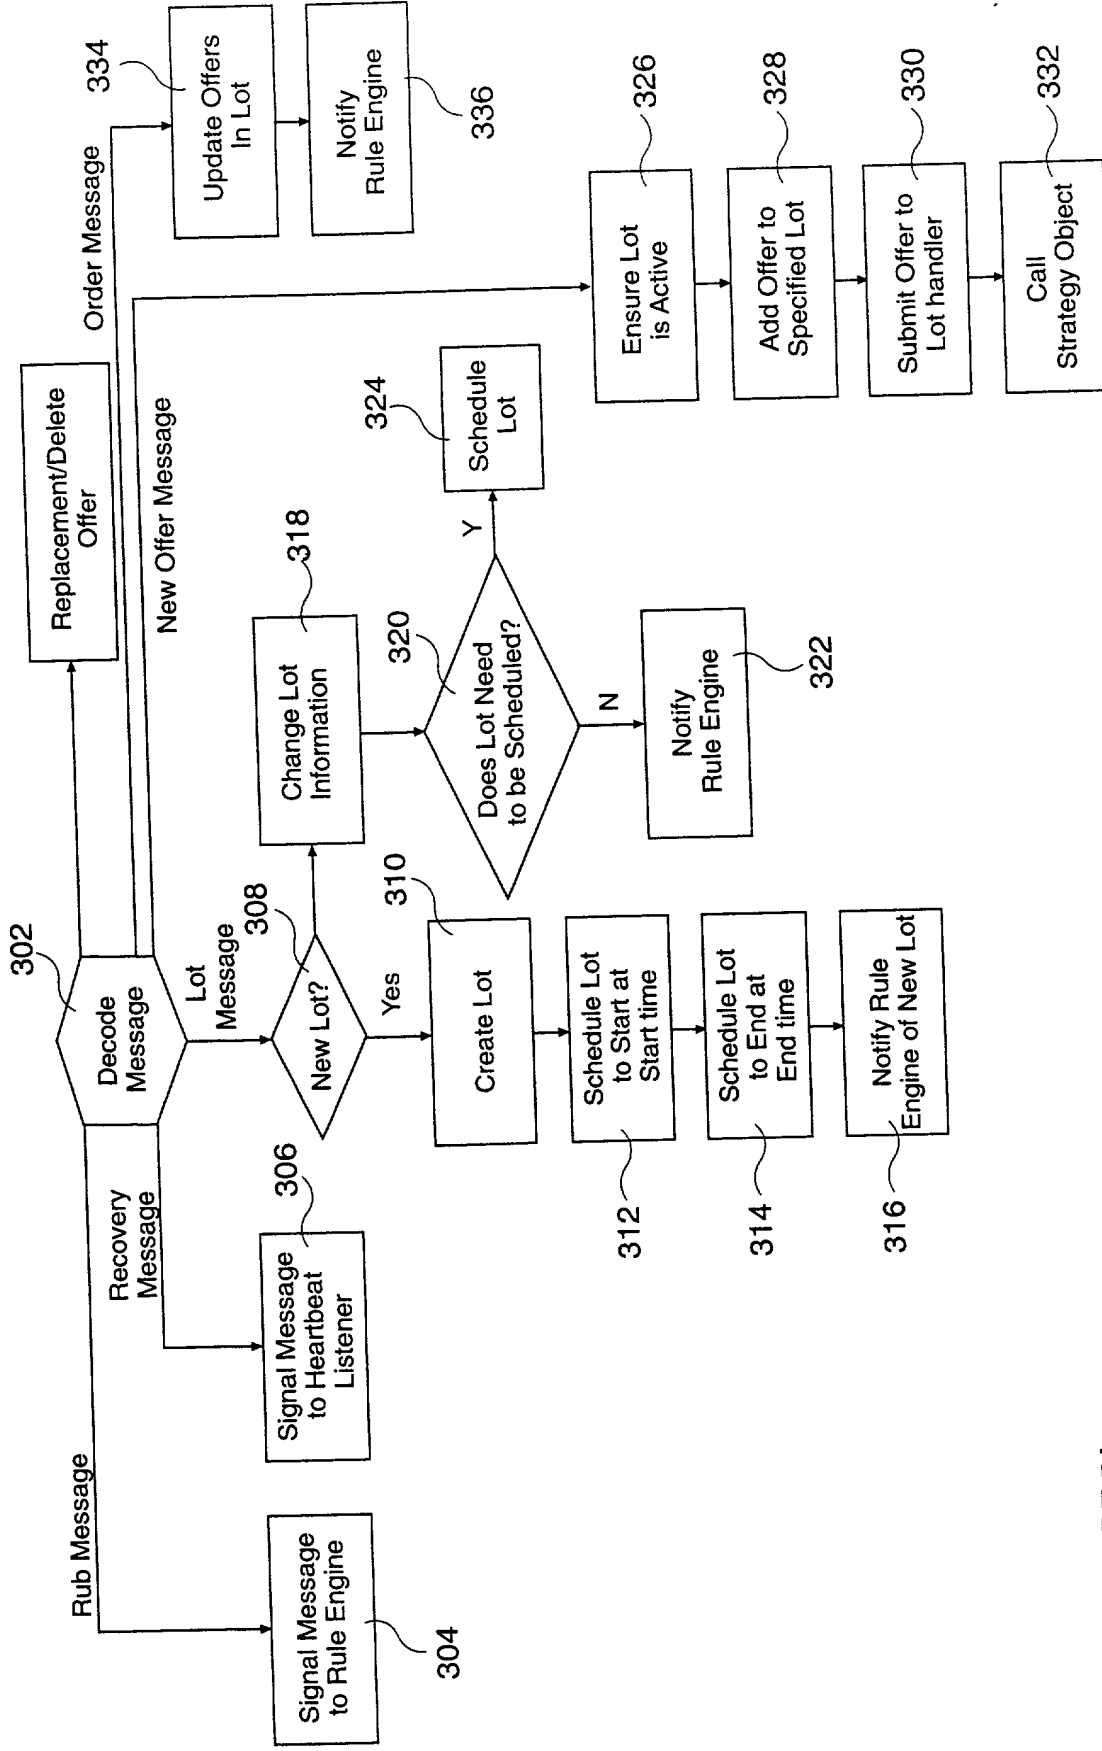 302
Decode
Message
Replacement/Delete
Offer
Order Message
334
Update Offers
In Lot
Notify
Rule Engine
336
New Offer Message
Ensure Lot
is Active
326
Add Offer to
Specified Lot
328
Submit Offer to
Lot handler
330
Call
Strategy Object
332
Rub Message
Signal Message
to Rule Engine
304
Recovery
Message
Signal Message
to Heartbeat
Listener
306
Lot
Message
308
New Lot?
Yes
310
Create Lot
Schedule Lot
to Start at
Start time
312
Schedule Lot
to End at
End time
314
Notify Rule
Engine of New Lot
316
Change Lot
Information
318
320
Does Lot Need
to be Scheduled?
Y
324
Schedule
Lot
N
Notify
Rule Engine
322